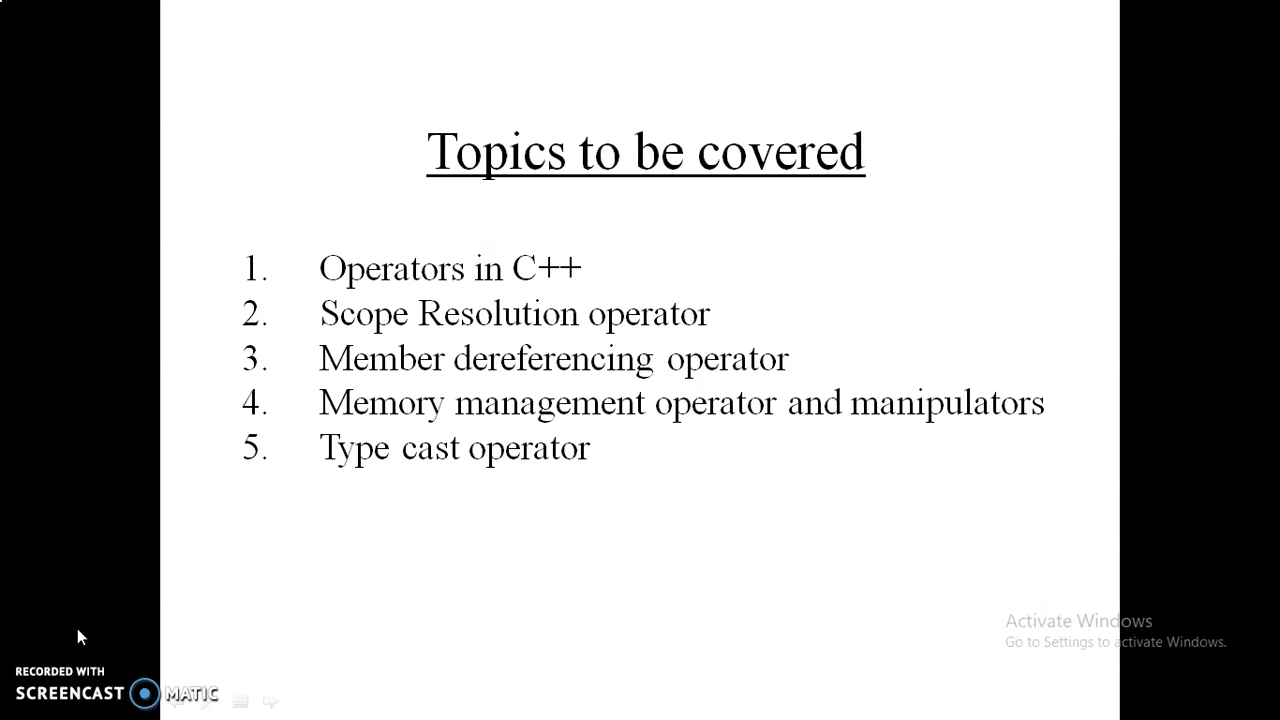 Topics to be covered
1. Operators in C++
2. Scope Resolution operator
3. Member dereferencing operator
4. Memory management operator and manipulators
5. Type cast operator
Activate Windows
Go to Settings to activate Windows.
RECORDED WITH
SCREENCAST MATIC